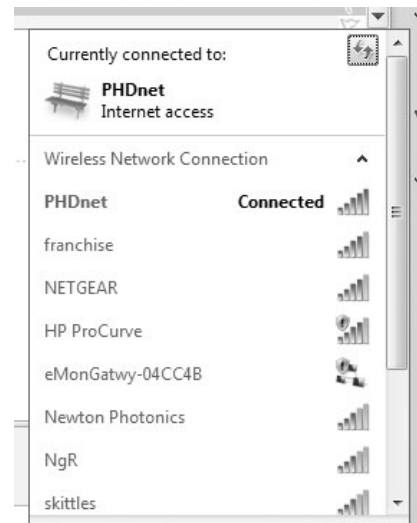 Currently connected to:
PHDnet
Internet access
Wireless Network Connection
PHDnet Connected
franchise
NETGEAR
HP ProCurve
eMonGatwy-04CC4B
Newton Photonics
NgR
skittles